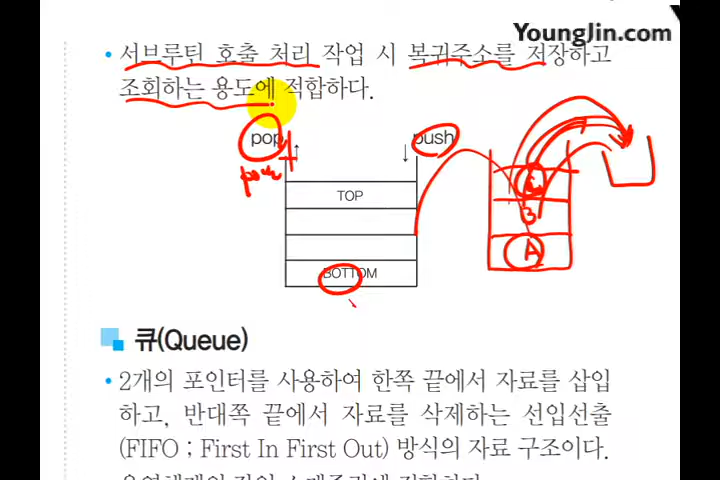 YoungJin.com
• 서브루틴 호출 처리 작업 시 복귀주소를 저장하고
조회하는 용도에 적합하다.
pop push
TOP
C
B
A
BOTTOM
큐(Queue)
• 2개의 포인터를 사용하여 한쪽 끝에서 자료를 삽입
하고, 반대쪽 끝에서 자료를 삭제하는 선입선출
(FIFO ; First In First Out) 방식의 자료 구조이다.